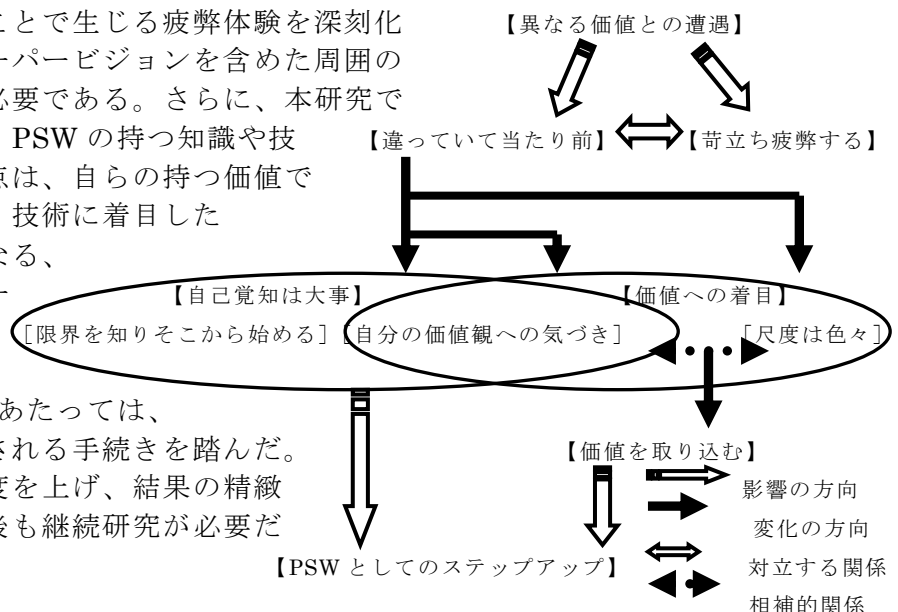 ことで生じる疲弊体験を深刻化
ーパービジョンを含めた周囲の
必要である。さらに、本研究で
PSW の持つ知識や技
点は、自らの持つ価値で
技術に着目した
なる、
あたっては、
される手続きを踏んだ。
度を上げ、結果の精緻
後も継続研究が必要だ
【異なる価値との遭遇】
【違っていて当たり前】
【苛立ち疲弊する】
【自己覚知は大事】
【価値への着目】
[限界を知りそこから始める]
[自分の価値観への気づき]
[尺度は色々]
【価値を取り込む】
【PSW としてのステップアップ】
影響の方向
変化の方向
対立する関係
相補的関係